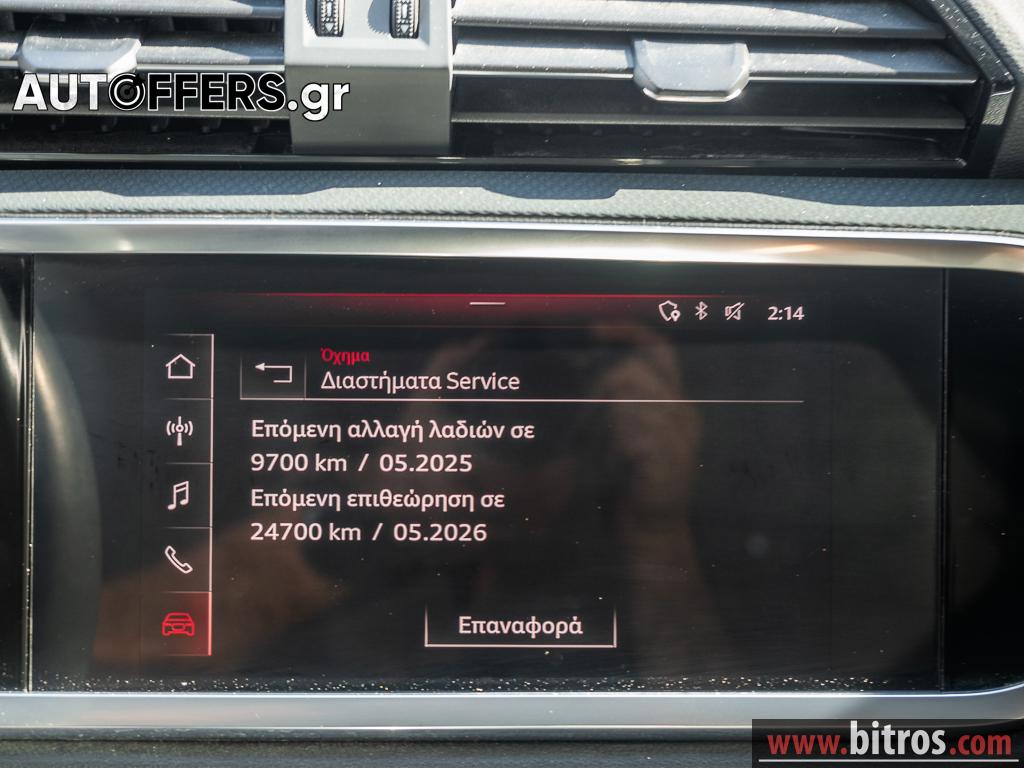 AUTOFFERS.gr
2:14
Όχημα
Διαστήματα Service
Επόμενη αλλαγή λαδιών σε
9700 km / 05.2025
Επόμενη επιθεώρηση σε
24700 km / 05.2026
Επαναφορά
www.bitros.com